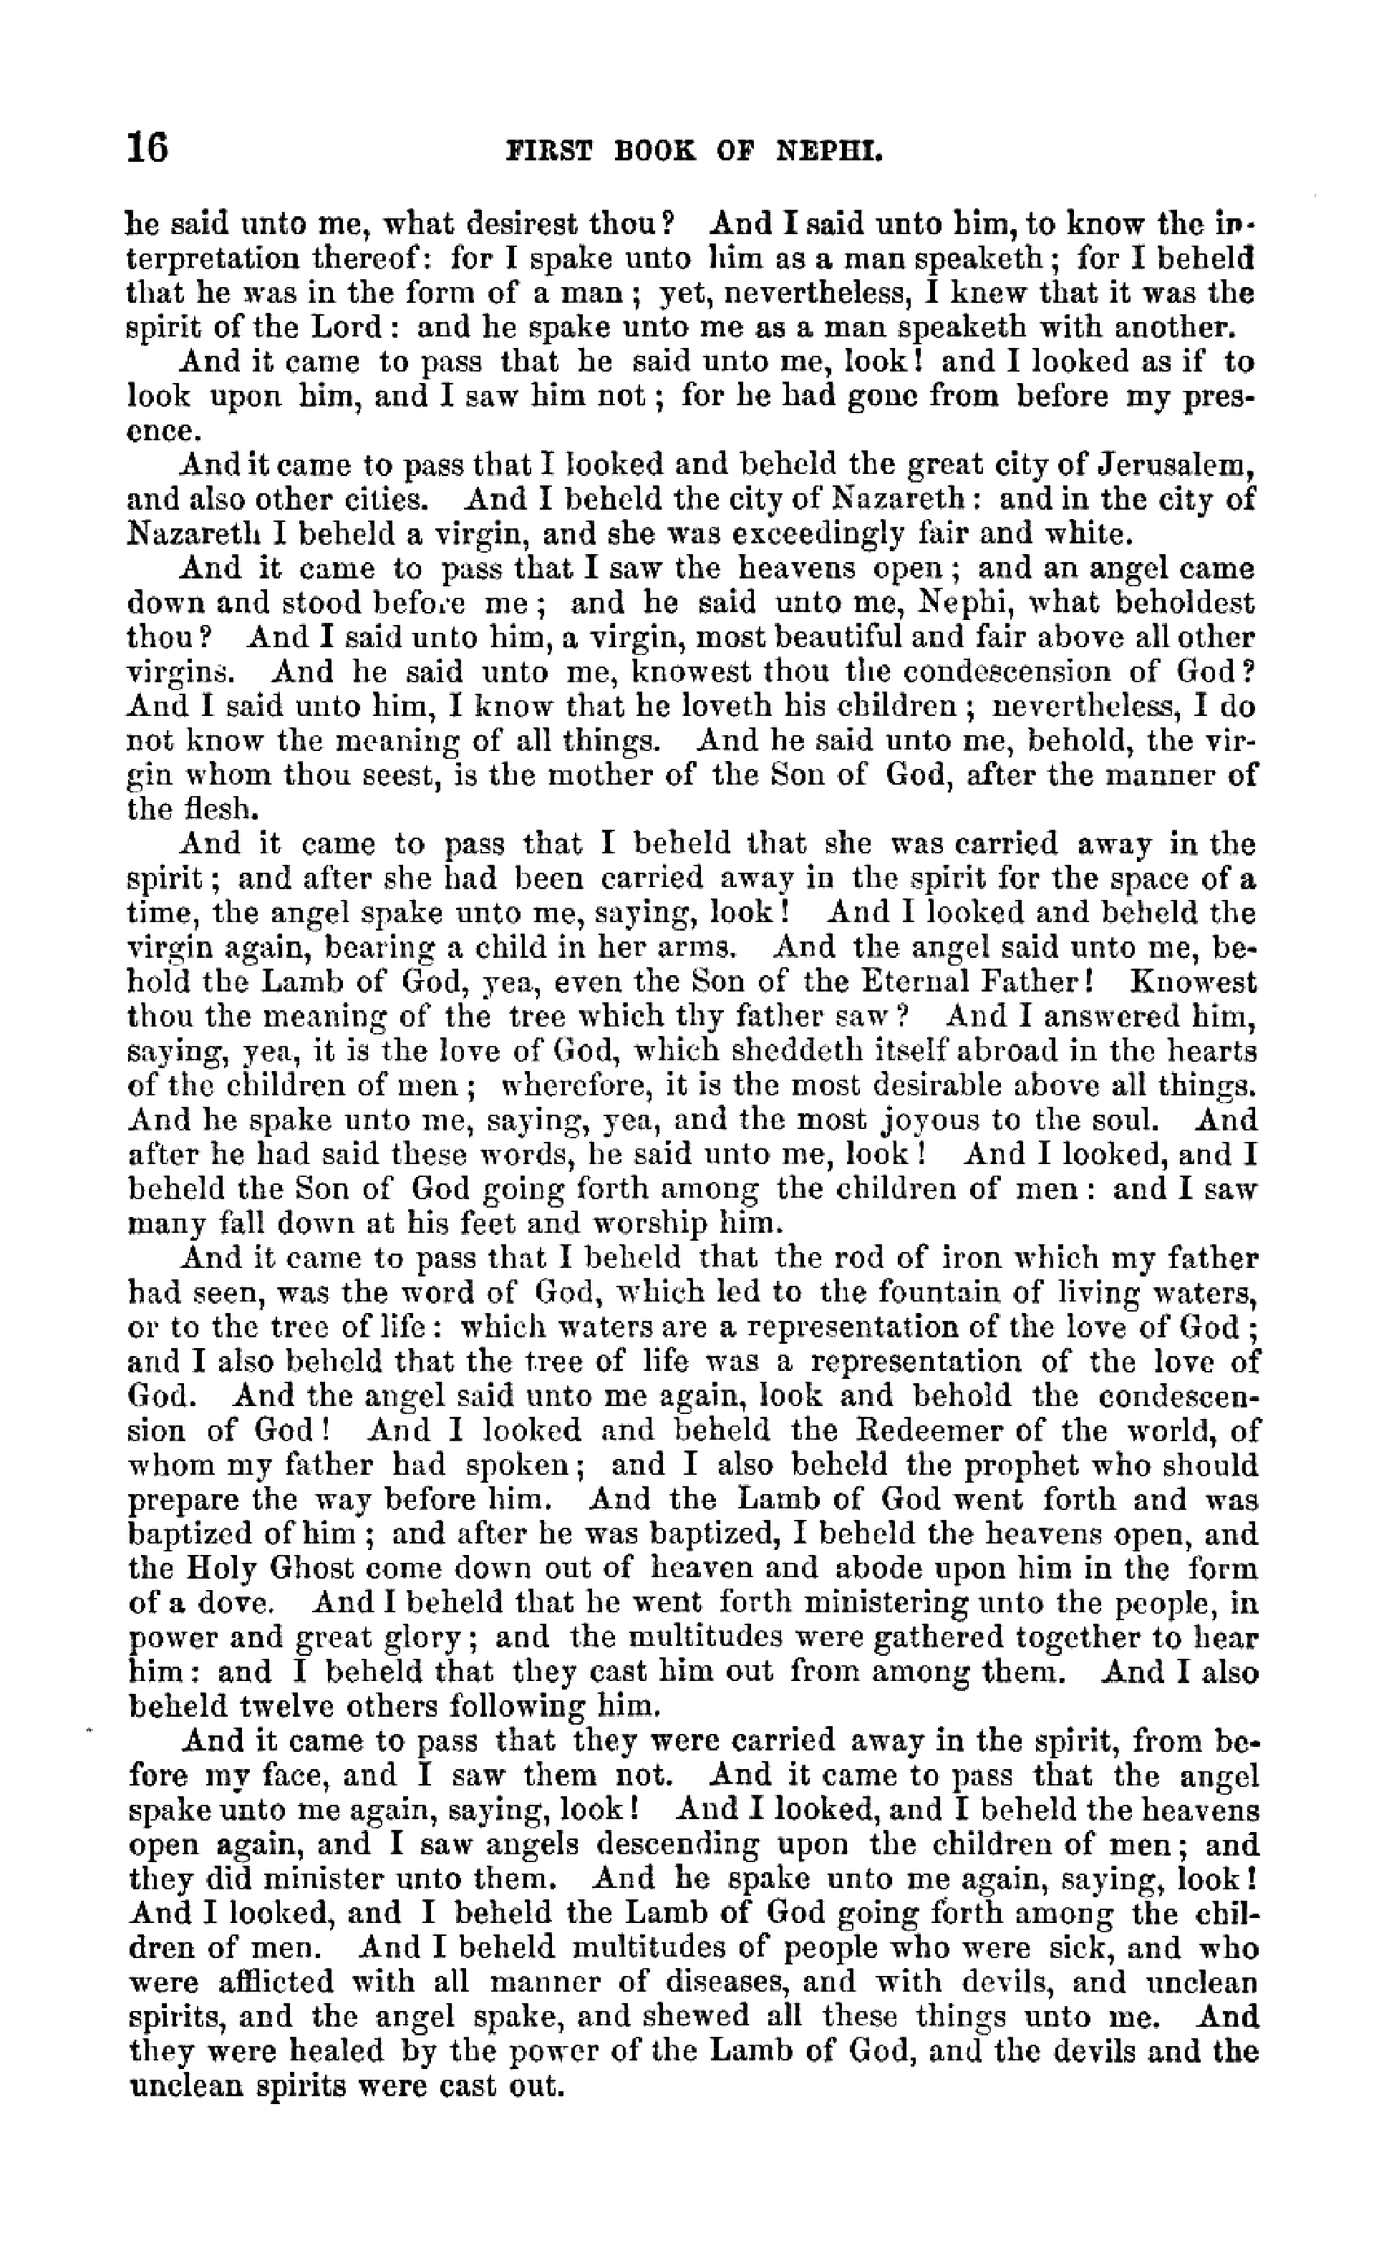 16 FIRST BOOK OF NEPHI.
he said unto me, what desirest thou? And I said unto him, to know the in-
terpretation thereof: for I spake unto him as a man speaketh; for I beheld
that he was in the form of a man; yet, nevertheless, I knew that it was the
spirit of the Lord: and he spake unto me as a man speaketh with another.
And it came to pass that he said unto me, look! and I looked as if to
look upon him, and I saw him not; for he had gone from before my pres-
ence.
And it came to pass that I looked and beheld the great city of Jerusalem,
and also other cities. And I beheld the city of Nazareth: and in the city of
Nazareth I beheld a virgin, and she was exceedingly fair and white.
And it came to pass that I saw the heavens open; and an angel came
down and stood before me; and he said unto me, Nephi, what beholdest
thou? And I said unto him, a virgin, most beautiful and fair above all other
virgins. And he said unto me, knowest thou the condescension of God?
And I said unto him, I know that he loveth his children; nevertheless, I do
not know the meaning of all things. And he said unto me, behold, the vir-
gin whom thou seest, is the mother of the Son of God, after the manner of
the flesh.
And it came to pass that I beheld that she was carried away in the
spirit; and after she had been carried away in the spirit for the space of a
time, the angel spake unto me, saying, look! And I looked and beheld the
virgin again, bearing a child in her arms. And the angel said unto me, be-
hold the Lamb of God, yea, even the Son of the Eternal Father! Knowest
thou the meaning of the tree which thy father saw? And I answered him,
saying, yea, it is the love of God, which sheddeth itself abroad in the hearts
of the children of men; wherefore, it is the most desirable above all things.
And he spake unto me, saying, yea, and the most joyous to the soul. And
after he had said these words, he said unto me, look! And I looked, and I
beheld the Son of God going forth among the children of men: and I saw
many fall down at his feet and worship him.
And it came to pass that I beheld that the rod of iron which my father
had seen, was the word of God, which led to the fountain of living waters,
or to the tree of life: which waters are a representation of the love of God;
and I also beheld that the tree of life was a representation of the love of
God. And the angel said unto me again, look and behold the condescen-
sion of God! And I looked and beheld the Redeemer of the world, of
whom my father had spoken; and I also beheld the prophet who should
prepare the way before him. And the Lamb of God went forth and was
baptized of him; and after he was baptized, I beheld the heavens open, and
the Holy Ghost come down out of heaven and abode upon him in the form
of a dove. And I beheld that he went forth ministering unto the people, in
power and great glory; and the multitudes were gathered together to hear
him: and I beheld that they cast him out from among them. And I also
beheld twelve others following him.
And it came to pass that they were carried away in the spirit, from be-
fore my face, and I saw them not. And it came to pass that the angel
spake unto me again, saying, look! And I looked, and I beheld the heavens
open again, and I saw angels descending upon the children of men; and
they did minister unto them. And he spake unto me again, saying, look!
And I looked, and I beheld the Lamb of God going forth among the chil-
dren of men. And I beheld multitudes of people who were sick, and who
were afflicted with all manner of diseases, and with devils, and unclean
spirits, and the angel spake, and shewed all these things unto me. And
they were healed by the power of the Lamb of God, and the devils and the
unclean spirits were cast out.